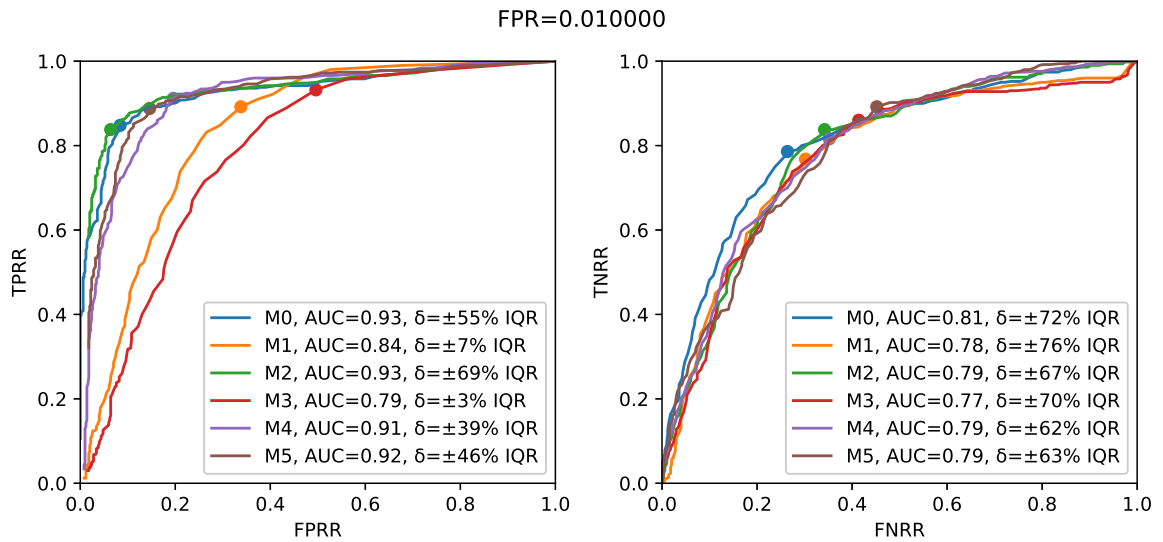 FPR=0.010000
1.0
0.8
0.6
0.4
0.2
0.0
TPRR
0.0 0.2 0.4 0.6 0.8 1.0
FPRR
M0, AUC=0.93, δ=±55% IQR
M1, AUC=0.84, δ=±7% IQR
M2, AUC=0.93, δ=±69% IQR
M3, AUC=0.79, δ=±3% IQR
M4, AUC=0.91, δ=±39% IQR
M5, AUC=0.92, δ=±46% IQR
1.0
0.8
0.6
0.4
0.2
0.0
TNRR
0.0 0.2 0.4 0.6 0.8 1.0
FNRR
M0, AUC=0.81, δ=±72% IQR
M1, AUC=0.78, δ=±76% IQR
M2, AUC=0.79, δ=±67% IQR
M3, AUC=0.77, δ=±70% IQR
M4, AUC=0.79, δ=±62% IQR
M5, AUC=0.79, δ=±63% IQR